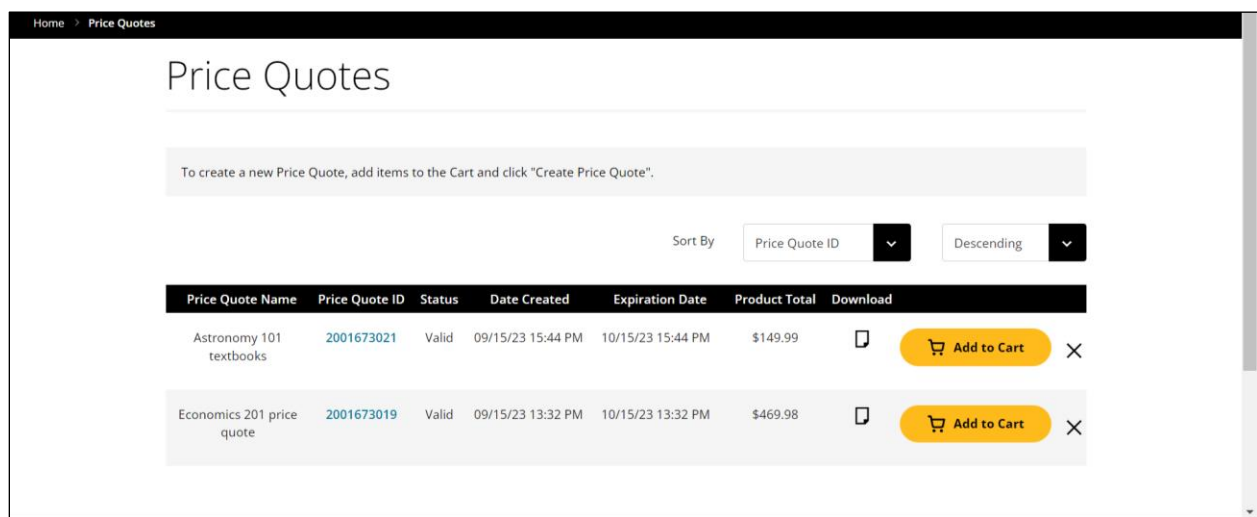 Home > Price Quotes
Price Quotes
To create a new Price Quote, add items to the Cart and click "Create Price Quote".
Sort By Price Quote ID Descending
Price Quote Name Price Quote ID Status Date Created Expiration Date Product Total Download
Astronomy 101 2001673021 Valid 09/15/23 15:44 PM 10/15/23 15:44 PM $149.99 Add to Cart
textbooks
Economics 201 price 2001673019 Valid 09/15/23 13:32 PM 10/15/23 13:32 PM $469.98 Add to Cart
quote